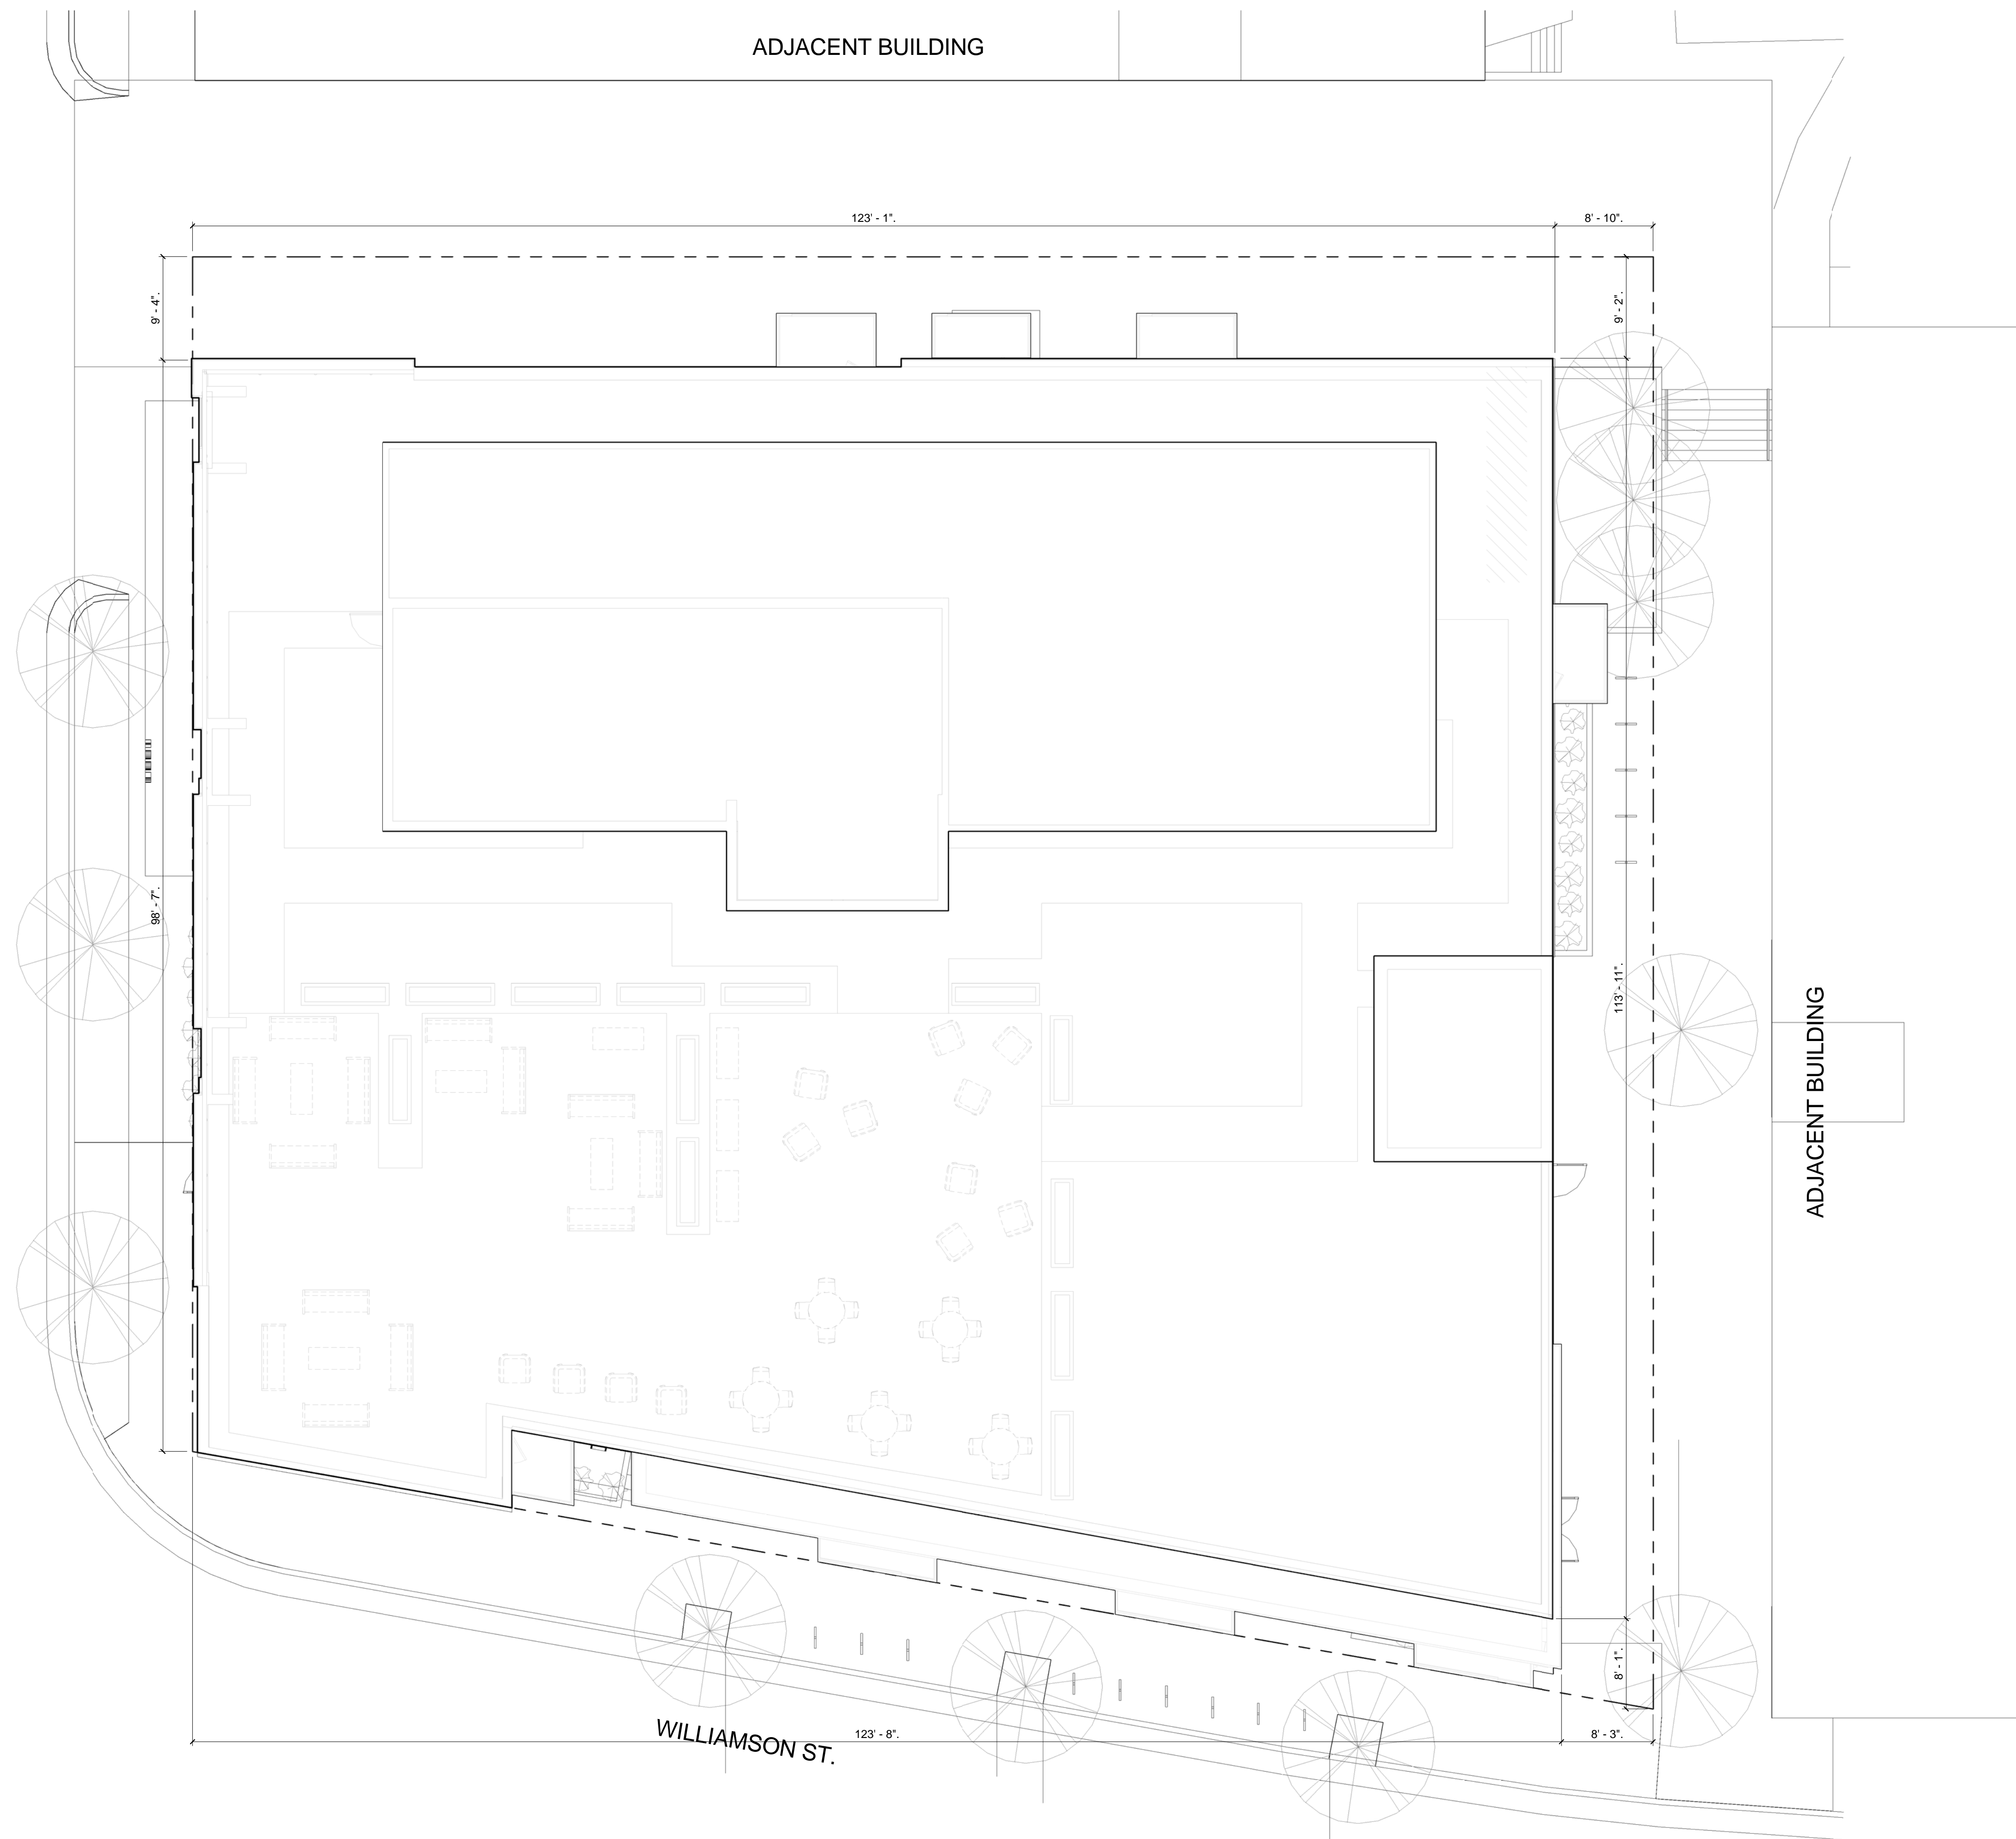 ADJACENT BUILDING
123' - 1".
8' - 10".
9' - 4".
9' - 2".
98' - 7".
113' - 11".
ADJACENT BUILDING
8' - 1".
WILLIAMSON ST.
123' - 8".
8' - 3".